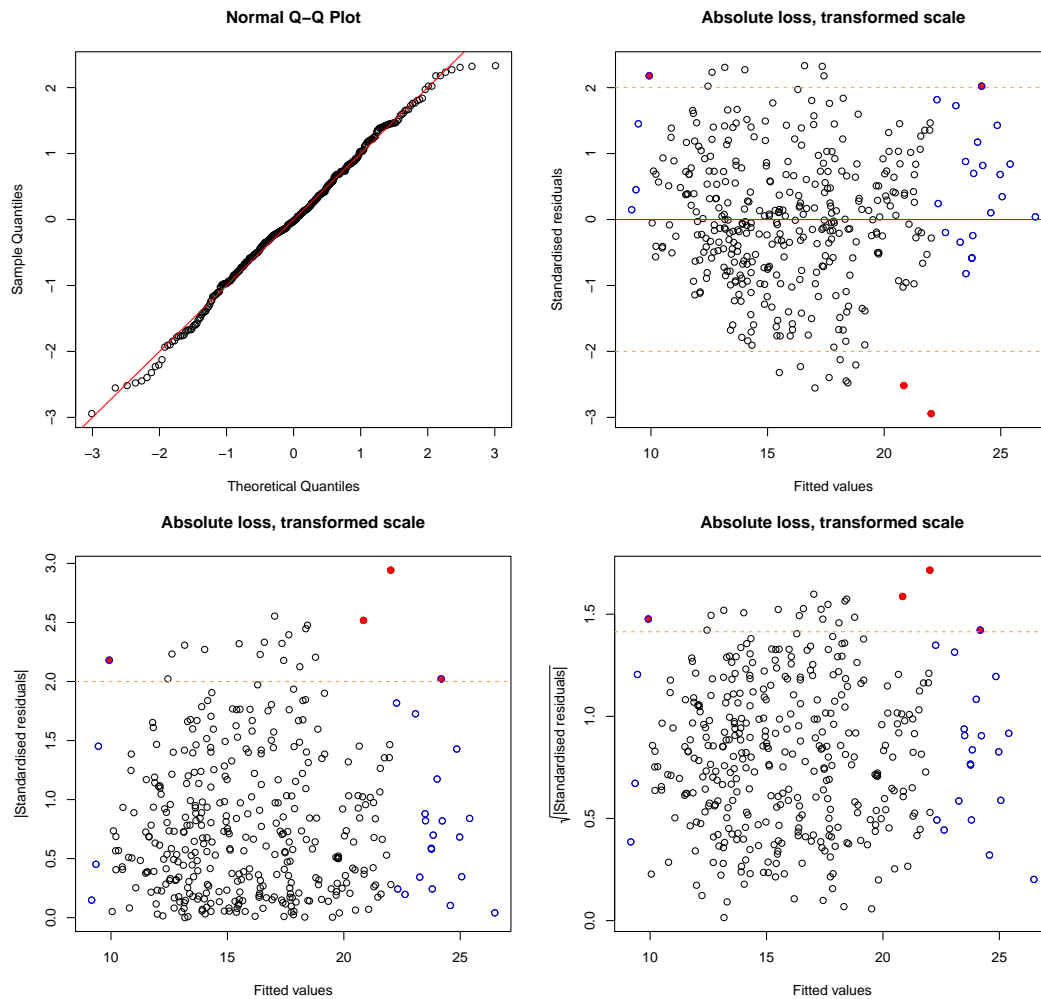 Normal Q−Q Plot
Sample Quantiles
2
1
0
−1
−2
−3
−3 −2 −1 0 1 2 3
Theoretical Quantiles
Absolute loss, transformed scale
Standardised residuals
2
1
0
−1
−2
−3
10 15 20 25
Fitted values
Absolute loss, transformed scale
|Standardised residuals|
3.0
2.5
2.0
1.5
1.0
0.5
0.0
10 15 20 25
Fitted values
Absolute loss, transformed scale
√|Standardised residuals|
1.5
1.0
0.5
0.0
10 15 20 25
Fitted values